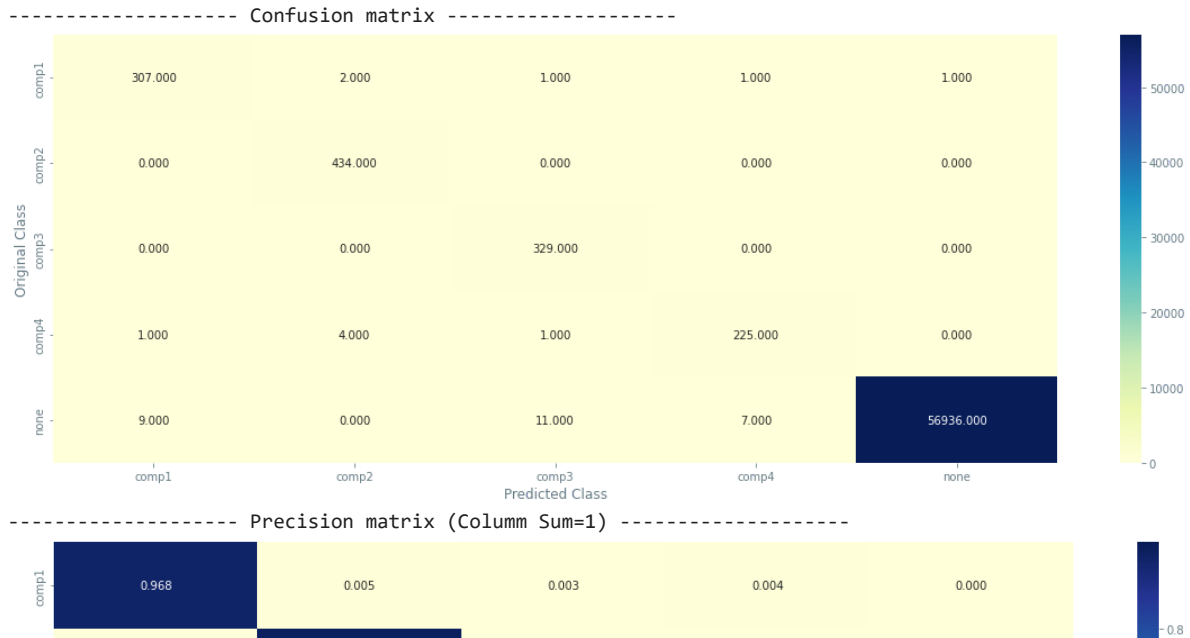 -------------------- Confusion matrix --------------------
comp1 307.000 2.000 1.000 1.000 1.000
comp2 0.000 434.000 0.000 0.000 0.000
comp3 0.000 0.000 329.000 0.000 0.000
comp4 1.000 4.000 1.000 225.000 0.000
none 9.000 0.000 11.000 7.000 56936.000
Original Class
comp1 comp2 comp3 comp4 none
Predicted Class
50000
40000
30000
20000
10000
0
-------------------- Precision matrix (Columm Sum=1) --------------------
comp1 0.968 0.005 0.003 0.004 0.000
0.8